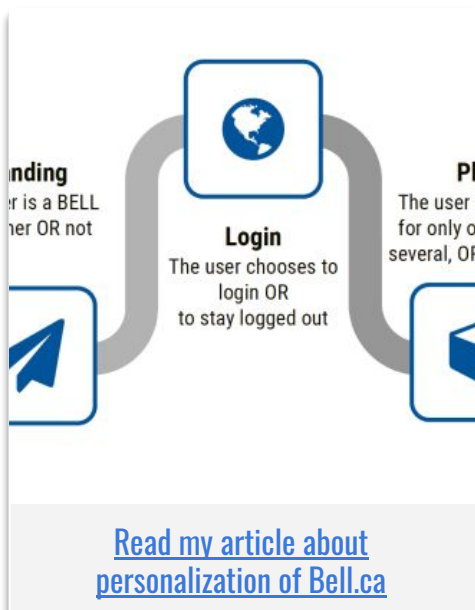 nding
r is a BELL
ner OR not
Login
The user chooses to
login OR
to stay logged out
Pl
The user
for only o
several, OR
Read my article about
personalization of Bell.ca